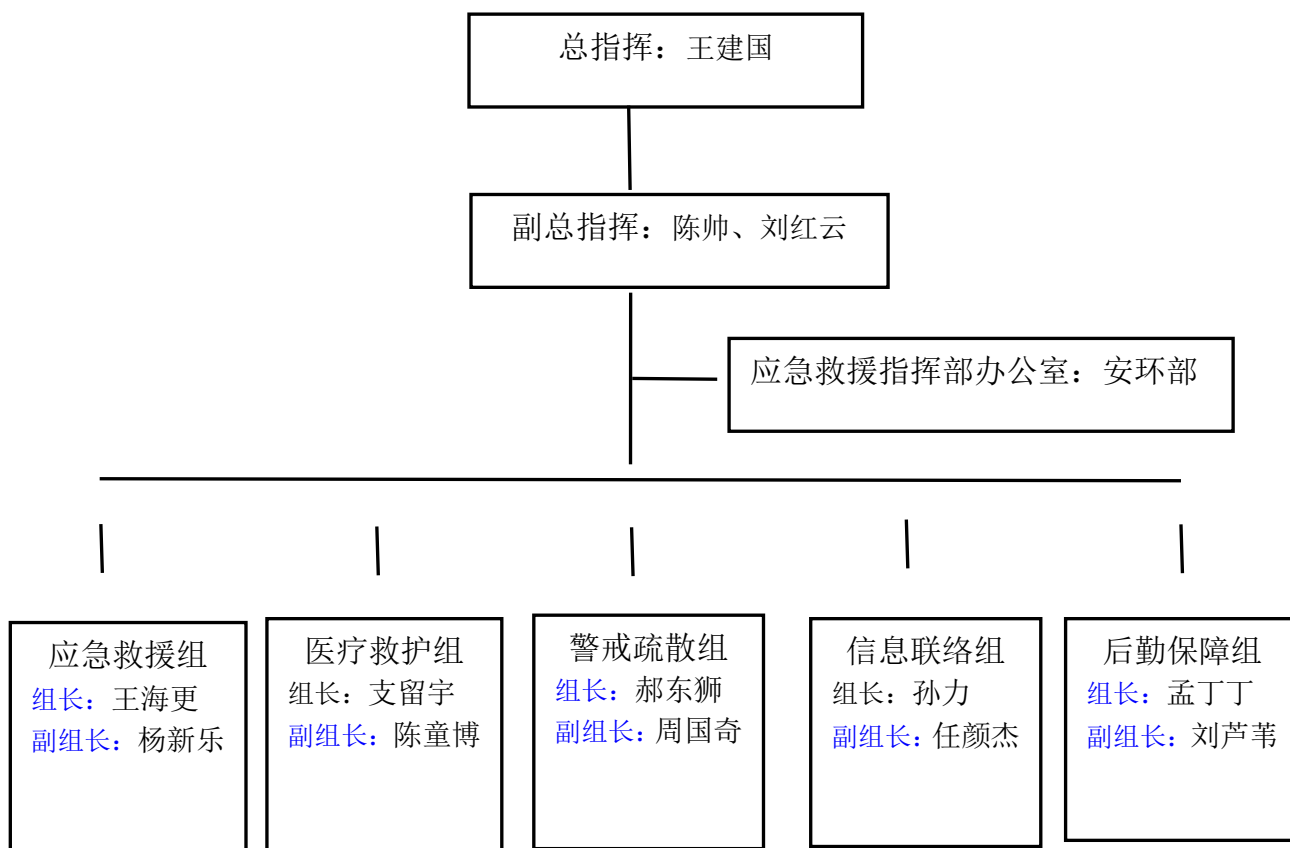 总指挥：王建国
副总指挥：陈帅、刘红云
应急救援指挥部办公室：安环部
应急救援组
组长：王海更
副组长：杨新乐
医疗救护组
组长：支留宇
副组长：陈童博
警戒疏散组
组长：郝东狮
副组长：周国奇
信息联络组
组长：孙力
副组长：任颜杰
后勤保障组
组长：孟丁丁
副组长：刘芦苇